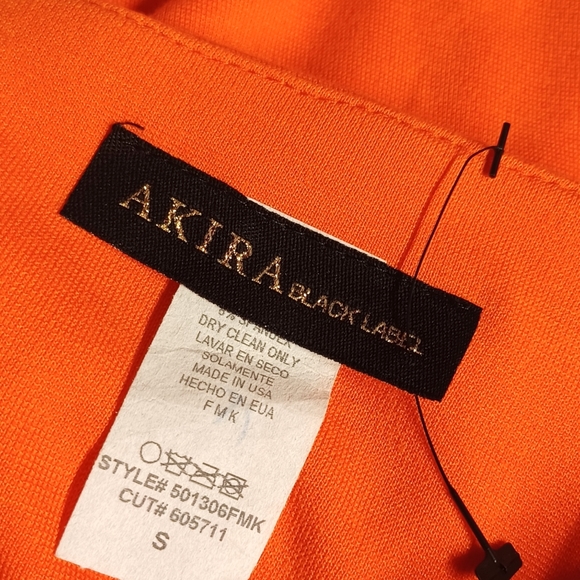 AKIRA BLACK LABEL
SPANDEX
DRY CLEAN ONLY
LAVAR EN SECO
SOLAMENTE
MADE IN USA
HECHO EN EUA
F M K
STYLE# 501306FMK
CUT# 605711
S